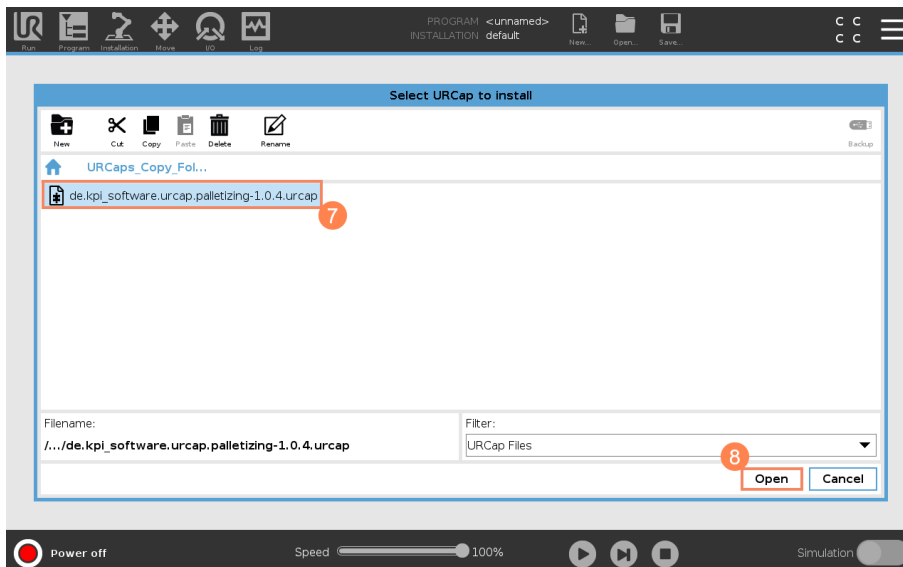 PROGRAM <unnamed>
INSTALLATION default
C C
C C
Run Program Installation Move I/O Log New... Open... Save...
Select URCap to install
New Cut Copy Paste Delete Rename Backup
URCaps_Copy_Fol...
de.kpi_software.urcap.palletizing-1.0.4.urcap
7
Filename: Filter:
/.../de.kpi_software.urcap.palletizing-1.0.4.urcap URCap Files
8
Open Cancel
Power off Speed 100% Simulation